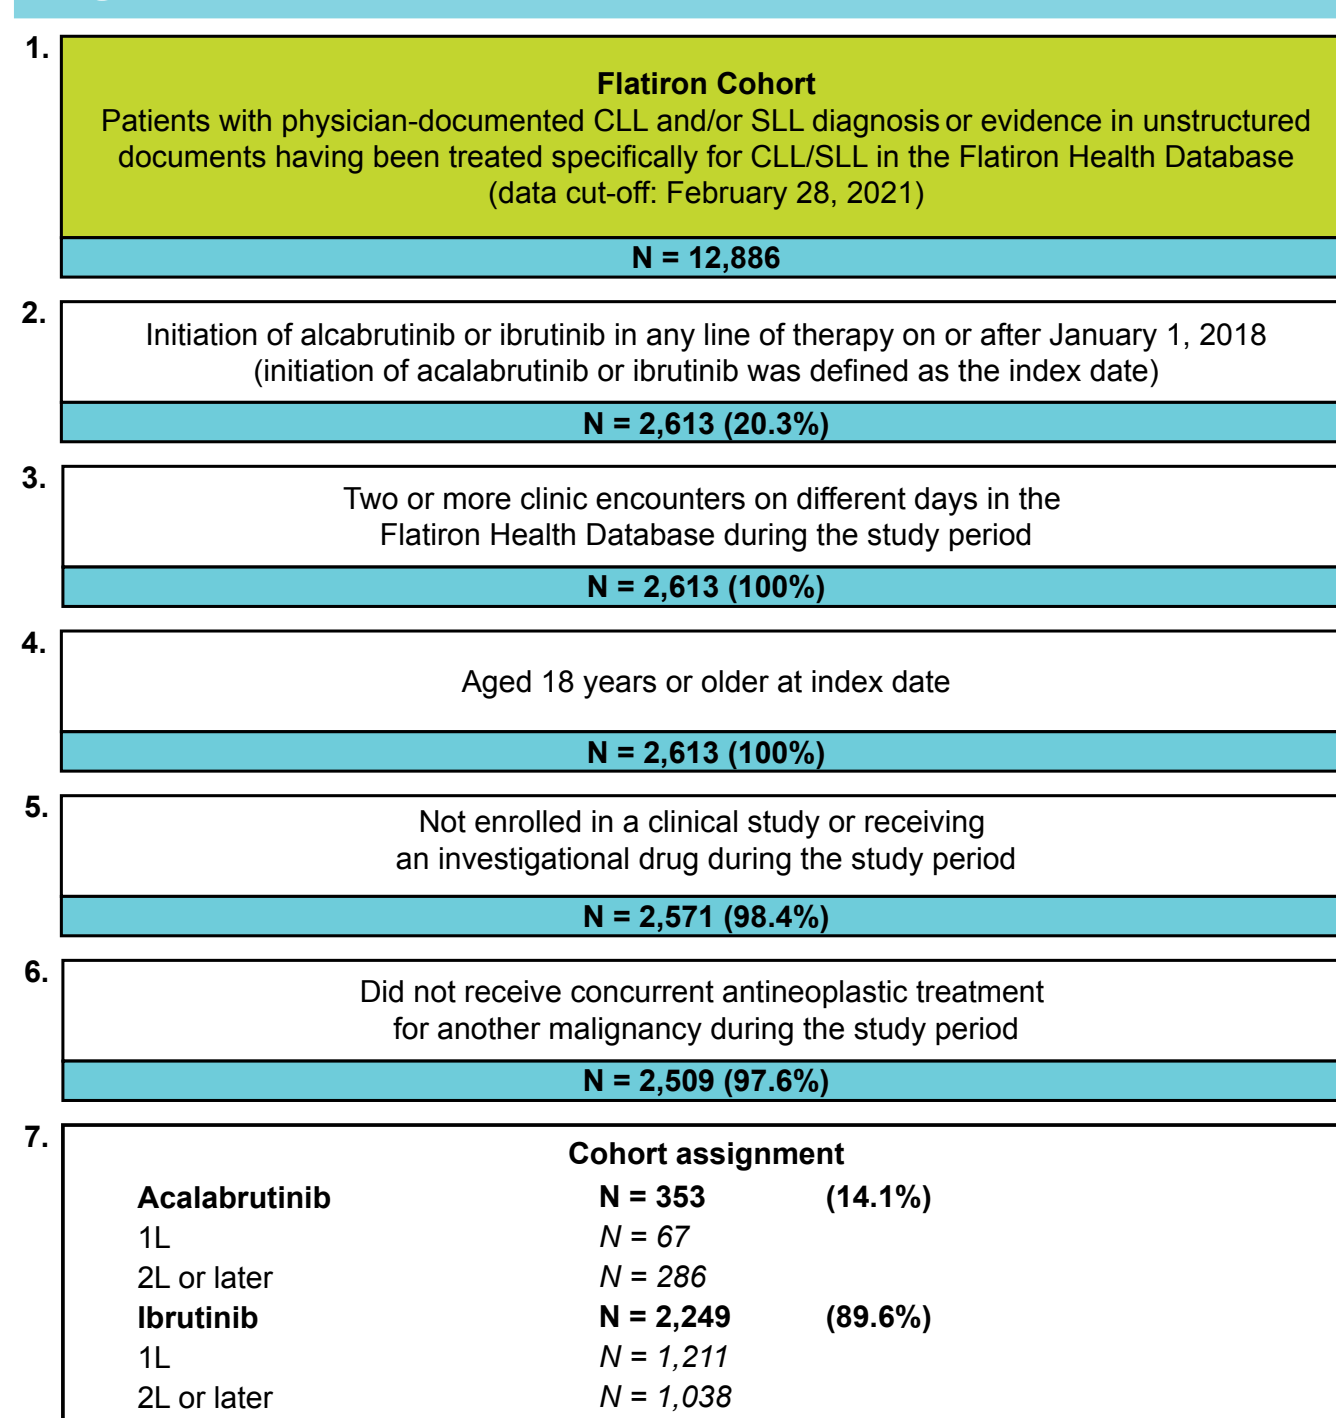 1.
Flatiron Cohort
Patients with physician-documented CLL and/or SLL diagnosis or evidence in unstructured
documents having been treated specifically for CLL/SLL in the Flatiron Health Database
(data cut-off: February 28, 2021)
N = 12,886
2.
Initiation of alcabrutinib or ibrutinib in any line of therapy on or after January 1, 2018
(initiation of acalabrutinib or ibrutinib was defined as the index date)
N = 2,613 (20.3%)
3.
Two or more clinic encounters on different days in the
Flatiron Health Database during the study period
N = 2,613 (100%)
4.
Aged 18 years or older at index date
N = 2,613 (100%)
5.
Not enrolled in a clinical study or receiving
an investigational drug during the study period
N = 2,571 (98.4%)
6.
Did not receive concurrent antineoplastic treatment
for another malignancy during the study period
N = 2,509 (97.6%)
7.
Cohort assignment
Acalabrutinib N = 353 (14.1%)
1L N = 67
2L or later N = 286
Ibrutinib N = 2,249 (89.6%)
1L N = 1,211
2L or later N = 1,038